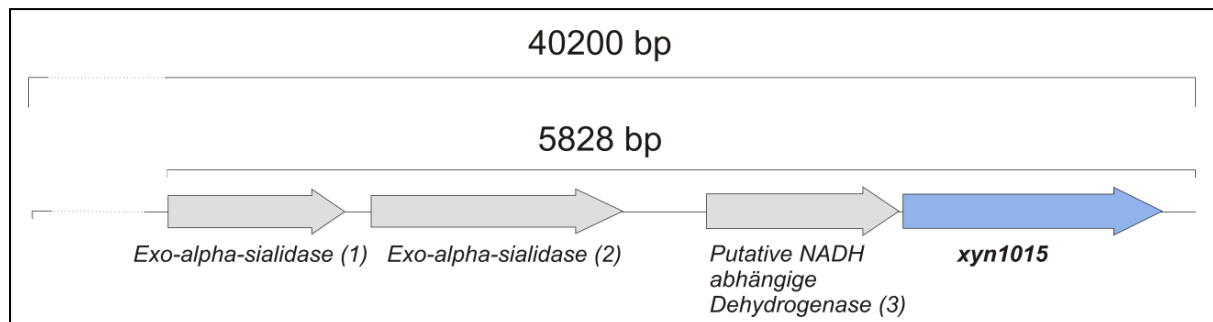 40200 bp
5828 bp
Exo-alpha-sialidase (1)
Exo-alpha-sialidase (2)
Putative NADH
abhängige
Dehydrogenase (3)
xyn1015